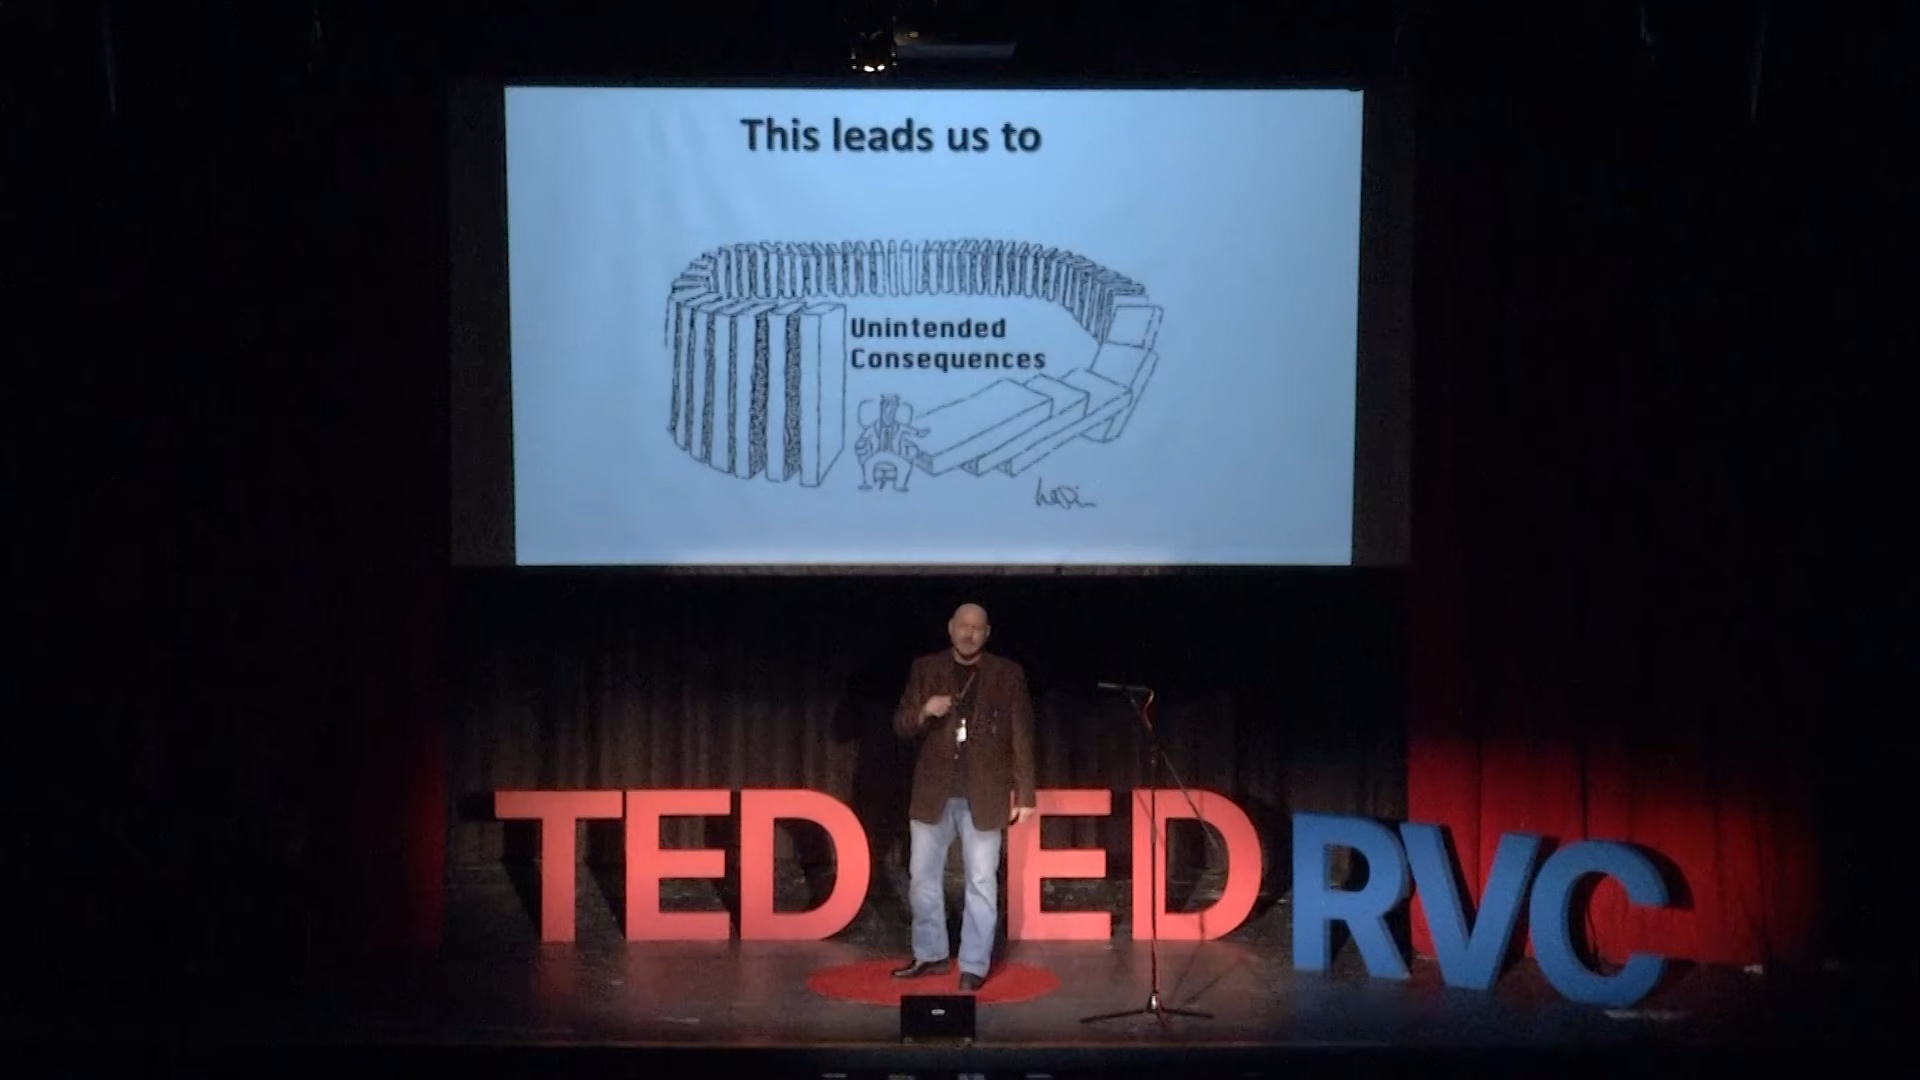 This leads us to
Unintended
Consequences
TED ED RVC